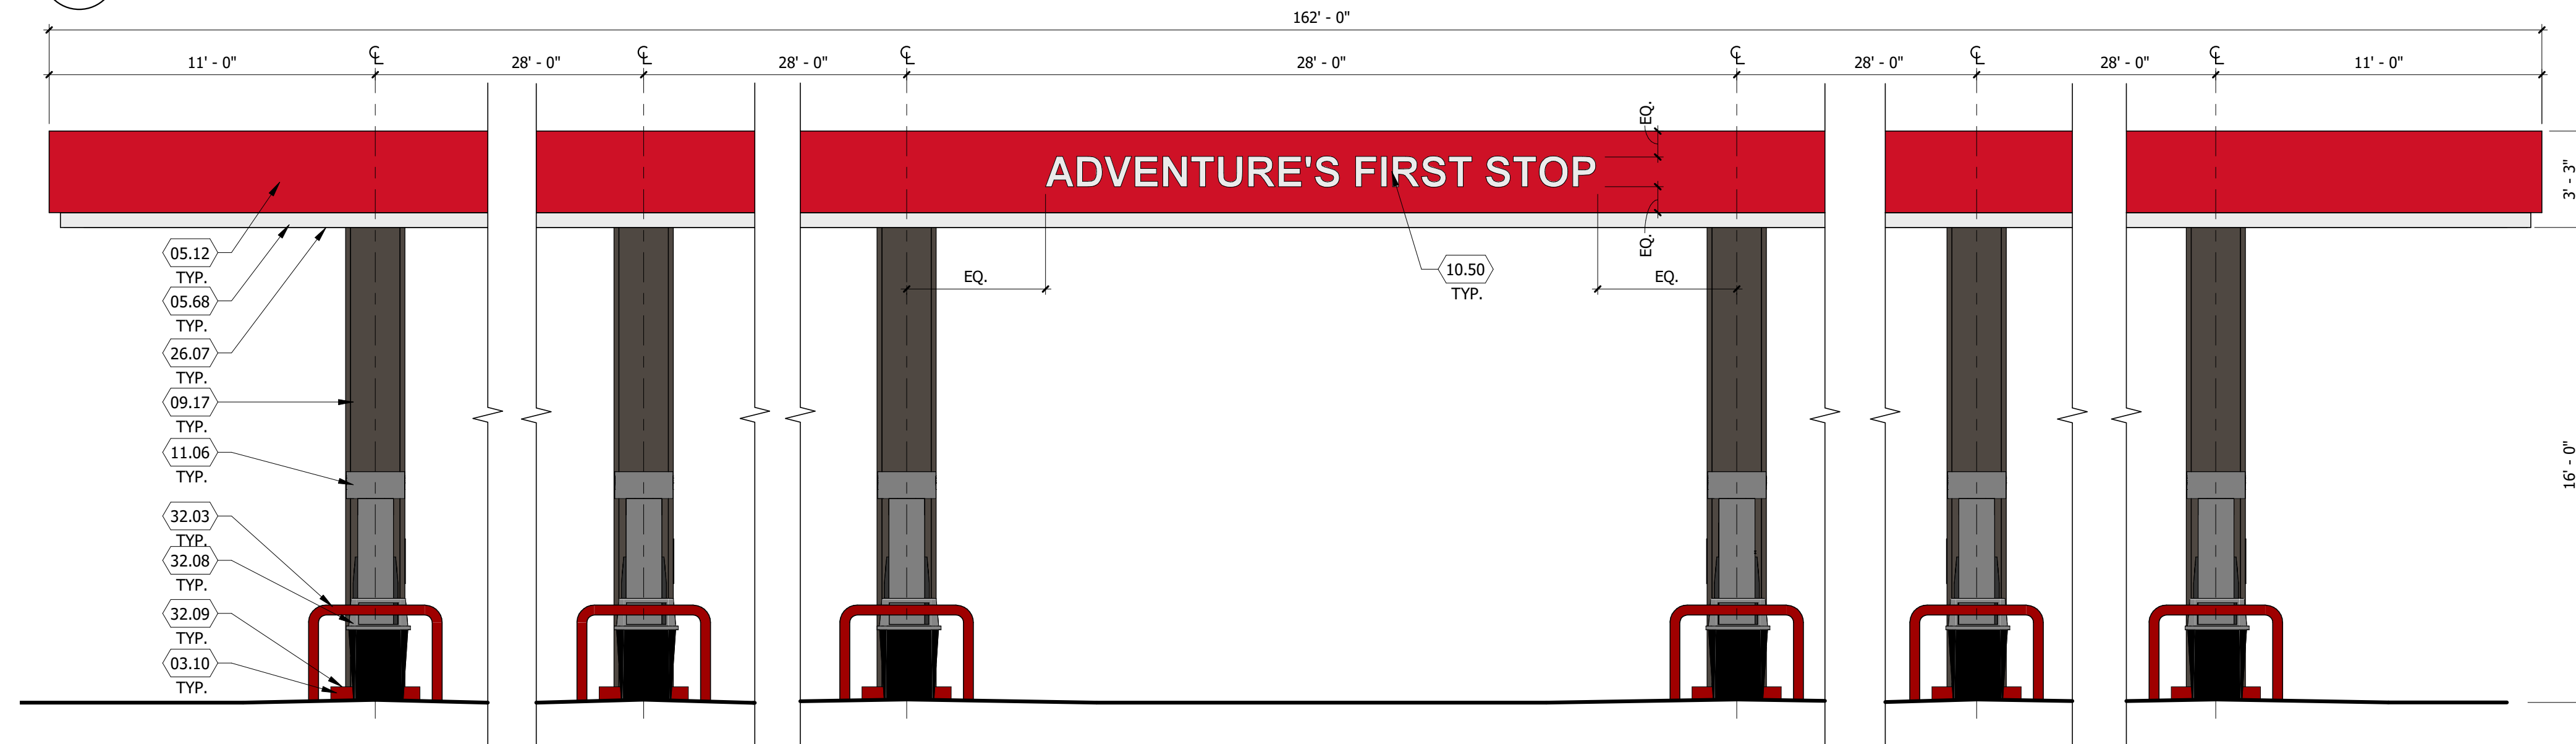 162' - 0"
11' - 0" ℄ 28' - 0" ℄ 28' - 0" ℄ 28' - 0" ℄ 28' - 0" ℄ 28' - 0" ℄ 11' - 0"
EQ.
ADVENTURE'S FIRST STOP
3' - 3"
EQ.
05.12
TYP.
EQ.
10.50
TYP.
EQ.
05.68
TYP.
26.07
TYP.
09.17
TYP.
11.06
TYP.
16' - 0"
32.03
TYP.
32.08
TYP.
32.09
TYP.
03.10
TYP.